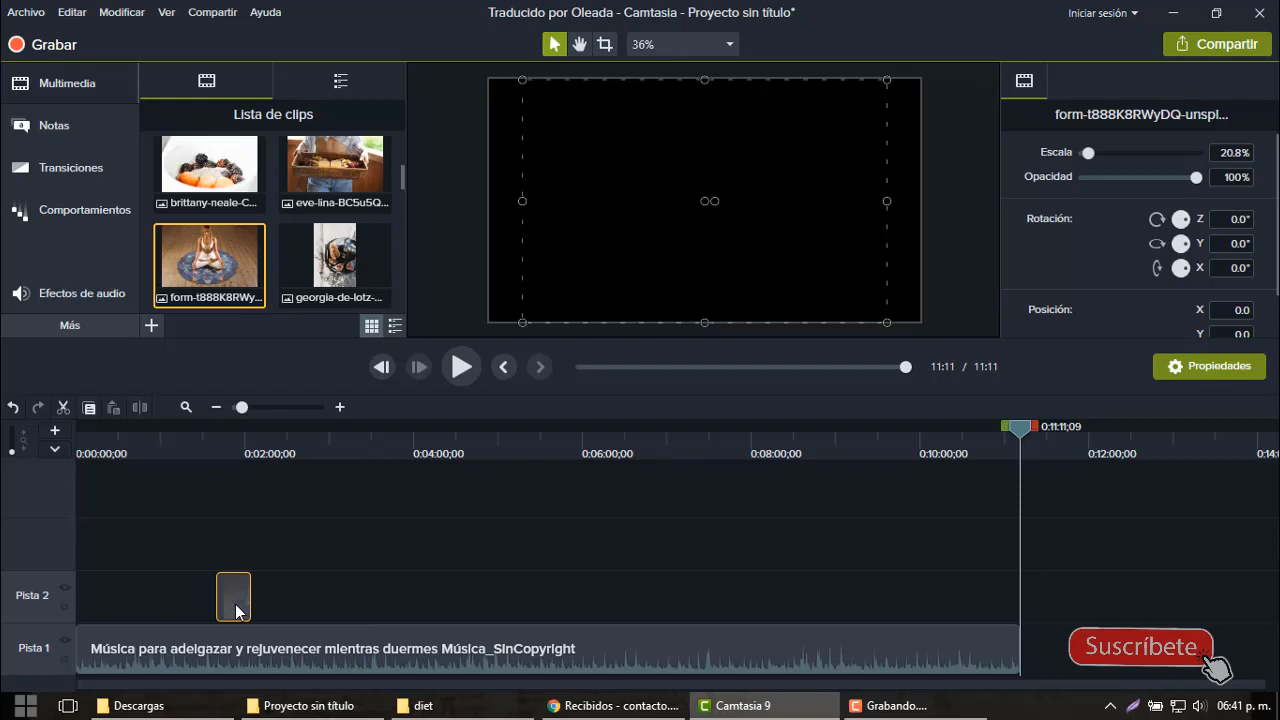 Archivo Editar Modificar Ver Compartir Ayuda
Traducido por Oleada - Camtasia - Proyecto sin título*
Iniciar sesión
Grabar
36%
Compartir
Multimedia
Notas
Transiciones
Comportamientos
Efectos de audio
Más
Lista de clips
brittany-neale-C...
eve-lina-BC5u5Q...
form-t888K8RWy...
georgia-de-lotz-...
form-t888K8RWyDQ-unspl...
Escala 20.8%
Opacidad 100%
Rotación: Z 0.0°
Y 0.0°
X 0.0°
Posición: X 0.0
Y 0.0
11:11 / 11:11
Propiedades
0:11:11;09
0:00:00;00 0:02:00;00 0:04:00;00 0:06:00;00 0:08:00;00 0:10:00;00 0:12:00;00 0:14:
Pista 2
Pista 1
Música para adelgazar y rejuvenecer mientras duermes Música_SinCopyright
Suscríbete
Descargas
Proyecto sin título
diet
Recibidos - contacto....
Camtasia 9
Grabando....
06:41 p. m.